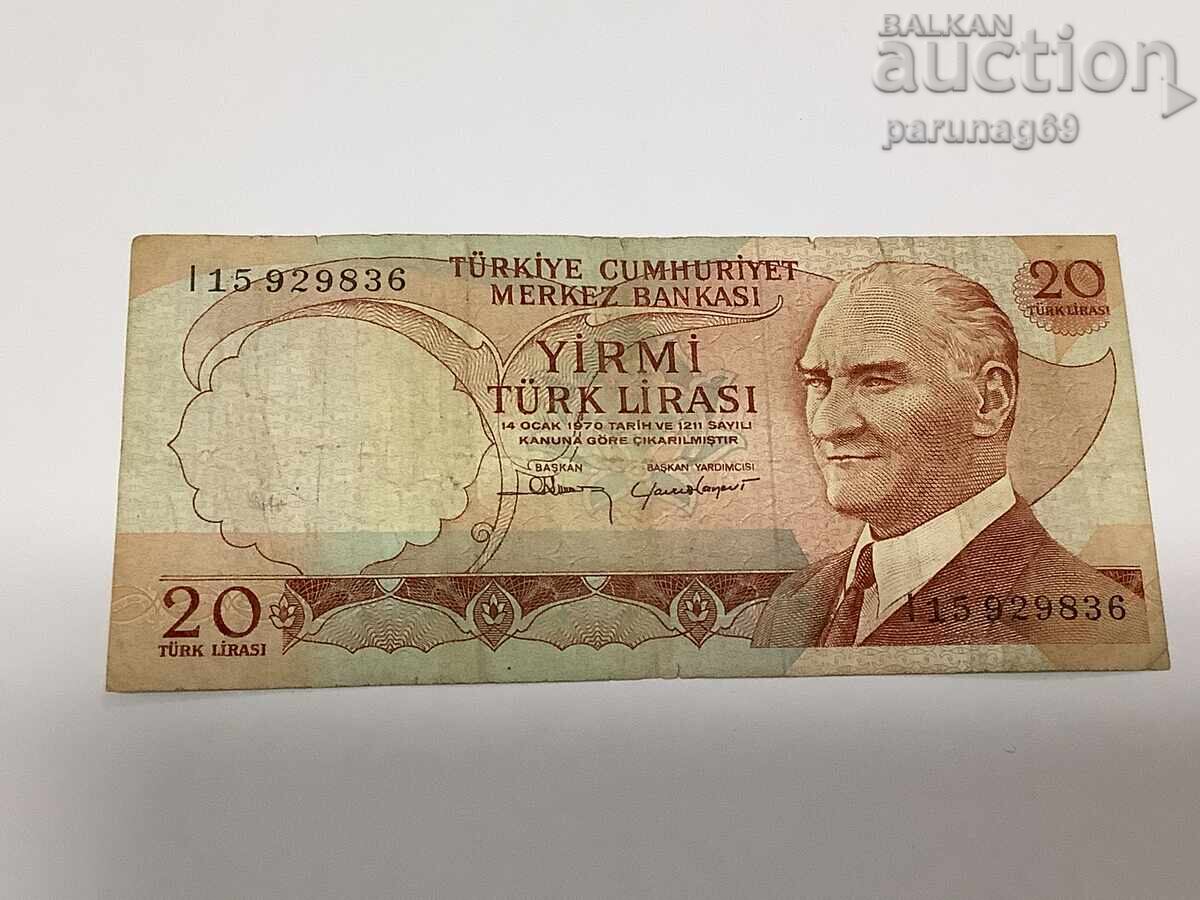 BALKAN
auction
parunag69
I 15 929836
TÜRKİYE CUMHURİYET
MERKEZ BANKASI
20
TÜRK LİRASI
YİRMİ
TÜRK LİRASI
14 OCAK 1970 TARİH VE 1211 SAYILI
KANUNA GÖRE ÇIKARILMIŞTIR
BAŞKAN
BAŞKAN YARDIMCISI
20
TÜRK LİRASI
I 15 929836